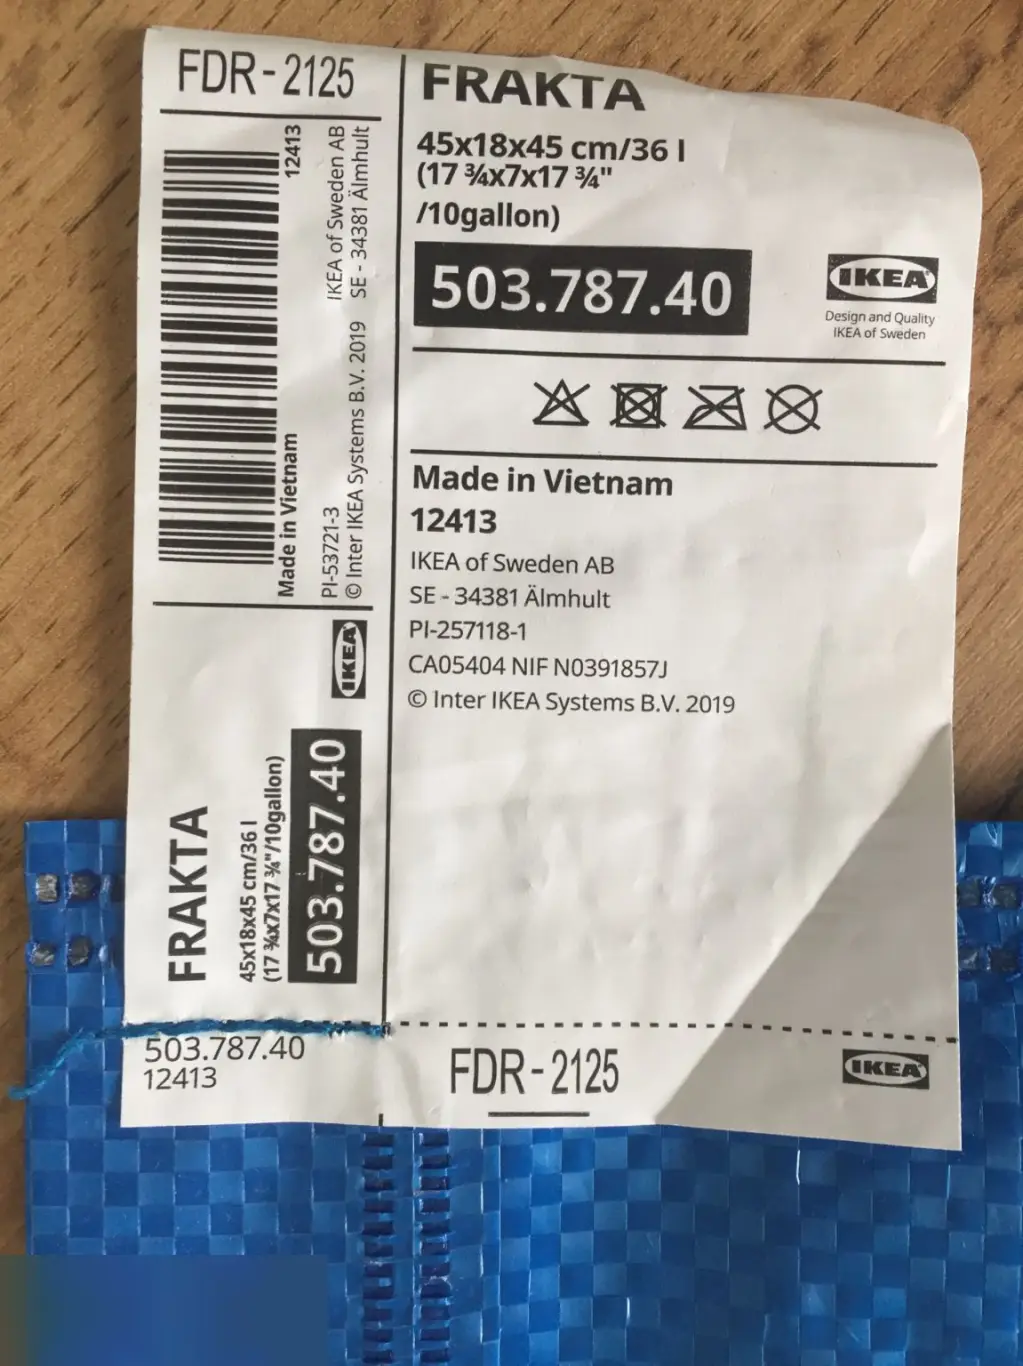 FDR - 2125
12413
IKEA of Sweden AB
SE - 34381 Älmhult
Made in Vietnam
PI-53721-3
© Inter IKEA Systems B.V. 2019
IKEA
FRAKTA
45x18x45 cm/36 l
(17 ¾x7x17 ¾"/10gallon)
503.787.40
503.787.40
12413
FRAKTA
45x18x45 cm/36 l
(17 ¾x7x17 ¾"
/10gallon)
503.787.40
IKEA®
Design and Quality
IKEA of Sweden
Made in Vietnam
12413
IKEA of Sweden AB
SE - 34381 Älmhult
PI-257118-1
CA05404 NIF N0391857J
© Inter IKEA Systems B.V. 2019
FDR - 2125
IKEA